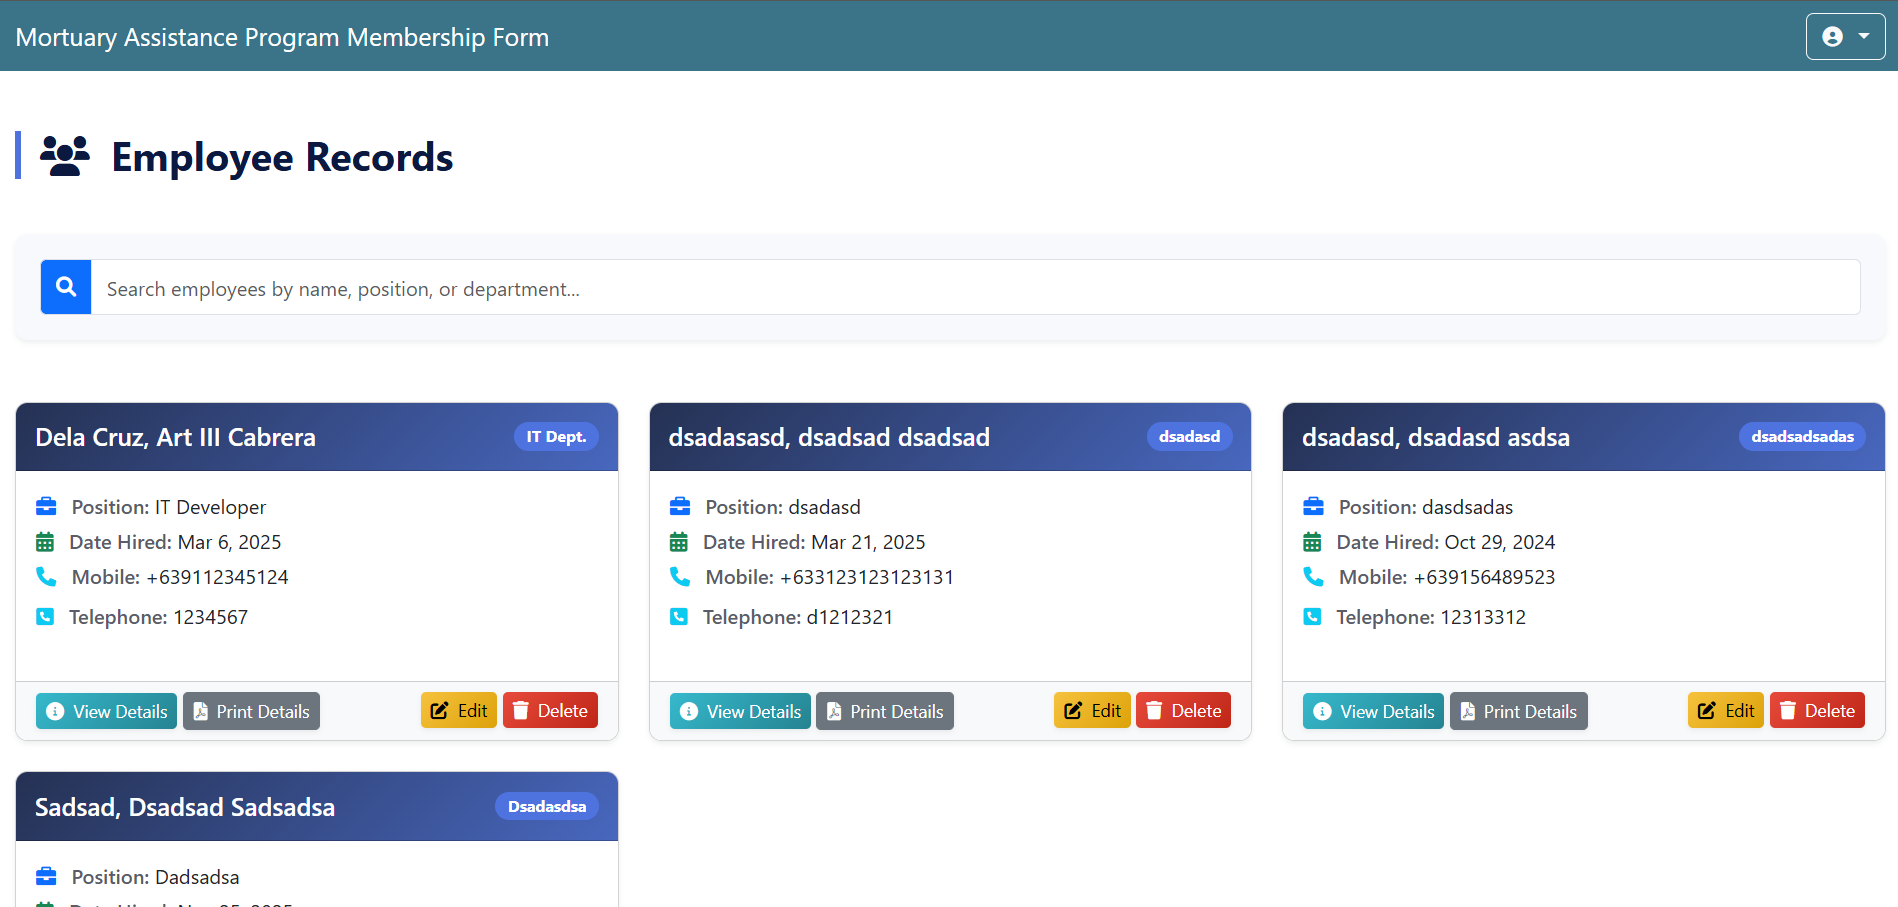 Mortuary Assistance Program Membership Form
Employee Records
Search employees by name, position, or department...
Dela Cruz, Art III Cabrera
IT Dept.
Position: IT Developer
Date Hired: Mar 6, 2025
Mobile: +639112345124
Telephone: 1234567
View Details
Print Details
Edit
Delete
dsadasasd, dsadsad dsadsad
dsadasd
Position: dsadasd
Date Hired: Mar 21, 2025
Mobile: +633123123123131
Telephone: d1212321
View Details
Print Details
Edit
Delete
dsadasd, dsadasd asdsa
dsadsadsadas
Position: dasdsadas
Date Hired: Oct 29, 2024
Mobile: +639156489523
Telephone: 12313312
View Details
Print Details
Edit
Delete
Sadsad, Dsadsad Sadsadsa
Dsadasdsa
Position: Dadsadsa